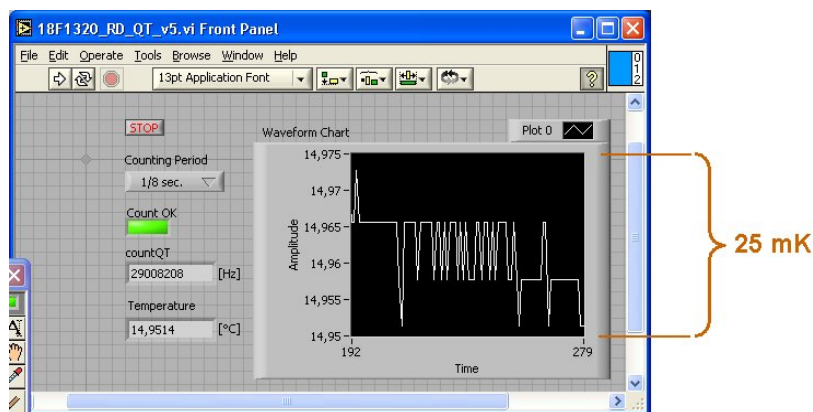 18F1320_RD_QT_v5.vi Front Panel
File Edit Operate Tools Browse Window Help
13pt Application Font
?
0
1
2
STOP
Waveform Chart
Plot 0
Counting Period
1/8 sec.
Count OK
countQT
29008208 [Hz]
Temperature
14,9514 [°C]
Amplitude
14,975
14,97
14,965
14,96
14,955
14,95
192
279
Time
25 mK
A